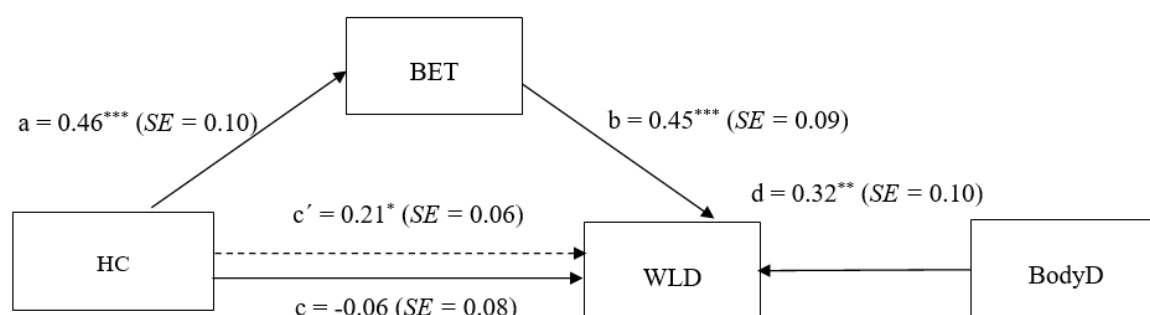 BET
a = 0.46*** (SE = 0.10)
b = 0.45*** (SE = 0.09)
d = 0.32** (SE = 0.10)
c´ = 0.21* (SE = 0.06)
HC
WLD
BodyD
c = -0.06 (SE = 0.08)